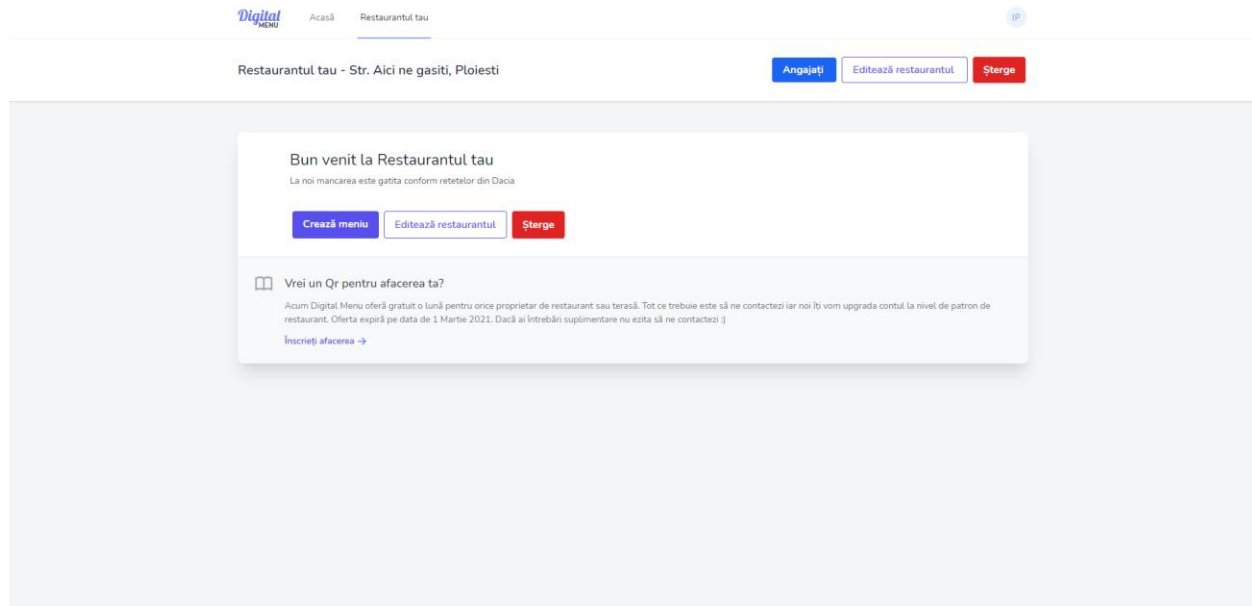 Digital MENU
Acasă Restaurantul tau IP
Restaurantul tau - Str. Aici ne gasiti, Ploiesti Angajați Editează restaurantul Șterge
Bun venit la Restaurantul tau
La noi mancarea este gatita conform retetelor din Dacia
Crează meniu Editează restaurantul Șterge
Vrei un Qr pentru afacerea ta?
Acum Digital Menu oferă gratuit o lună pentru orice proprietar de restaurant sau terasă. Tot ce trebuie este să ne contactezi iar noi îți vom upgrada contul la nivel de patron de
restaurant. Oferta expiră pe data de 1 Martie 2021. Dacă ai întrebări suplimentare nu ezita să ne contactezi :)
Înscrieți afacerea →